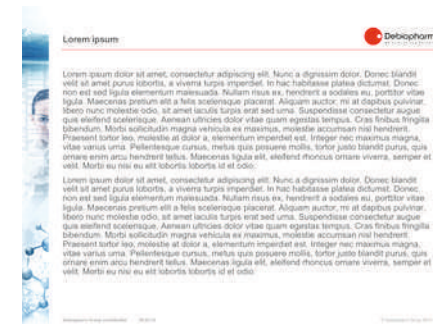 Lorem ipsum
Debiopharm
Lorem ipsum dolor sit amet, consectetur adipiscing elit. Nunc a dignissim dolor. Donec blandit
velit sit amet purus lobortis, a viverra turpis imperdiet. In hac habitasse platea dictumst. Donec
non est sed ligula elementum malesuada. Nullam risus ex, hendrerit a sodales eu, porttitor vitae
ligula. Maecenas pretium elit a felis scelerisque placerat. Aliquam auctor, mi at dapibus pulvinar,
libero nunc molestie odio, sit amet iaculis turpis erat sed urna. Suspendisse consectetur augue
quis eleifend scelerisque. Aenean ultricies dolor vitae quam egestas tempus. Cras finibus fringilla
bibendum. Morbi sollicitudin magna vehicula ex maximus, molestie accumsan nisl hendrerit.
Praesent tortor leo, molestie at dolor a, elementum imperdiet est. Integer nec maximus magna,
vitae varius urna. Pellentesque cursus, metus quis posuere mollis, tortor justo blandit purus, quis
ornare enim arcu hendrerit tellus. Maecenas ligula elit, eleifend rhoncus ornare viverra, semper et
velit. Morbi eu nisi eu elit lobortis lobortis id et odio.
Lorem ipsum dolor sit amet, consectetur adipiscing elit. Nunc a dignissim dolor. Donec blandit
velit sit amet purus lobortis, a viverra turpis imperdiet. In hac habitasse platea dictumst. Donec
non est sed ligula elementum malesuada. Nullam risus ex, hendrerit a sodales eu, porttitor vitae
ligula. Maecenas pretium elit a felis scelerisque placerat. Aliquam auctor, mi at dapibus pulvinar,
libero nunc molestie odio, sit amet iaculis turpis erat sed urna. Suspendisse consectetur augue
quis eleifend scelerisque. Aenean ultricies dolor vitae quam egestas tempus. Cras finibus fringilla
bibendum. Morbi sollicitudin magna vehicula ex maximus, molestie accumsan nisl hendrerit.
Praesent tortor leo, molestie at dolor a, elementum imperdiet est. Integer nec maximus magna,
vitae varius urna. Pellentesque cursus, metus quis posuere mollis, tortor justo blandit purus, quis
ornare enim arcu hendrerit tellus. Maecenas ligula elit, eleifend rhoncus ornare viverra, semper et
velit. Morbi eu nisi eu elit lobortis lobortis id et odio.